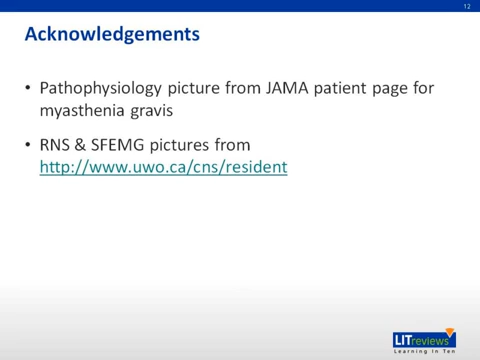 12
Acknowledgements
• Pathophysiology picture from JAMA patient page for
myasthenia gravis
• RNS & SFEMG pictures from
http://www.uwo.ca/cns/resident
LITreviews
Learning In Ten